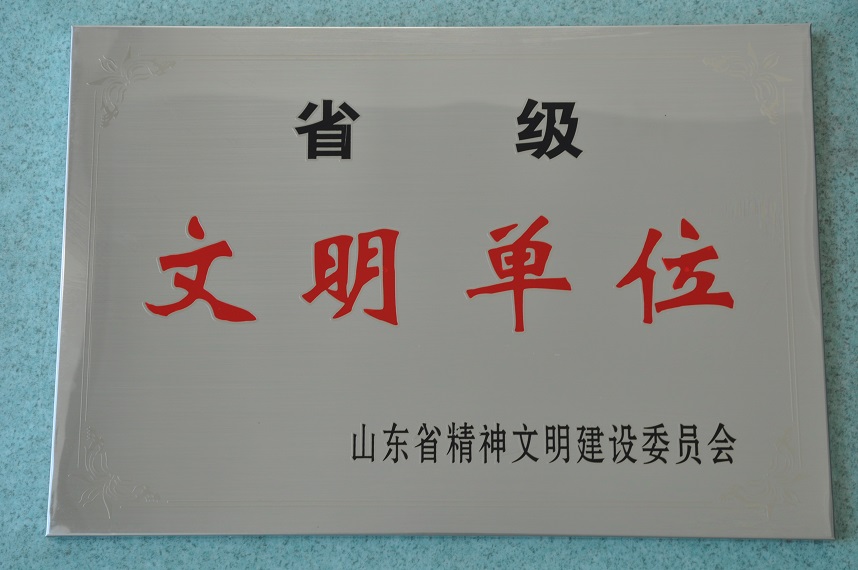 省 级
文明单位
山东省精神文明建设委员会